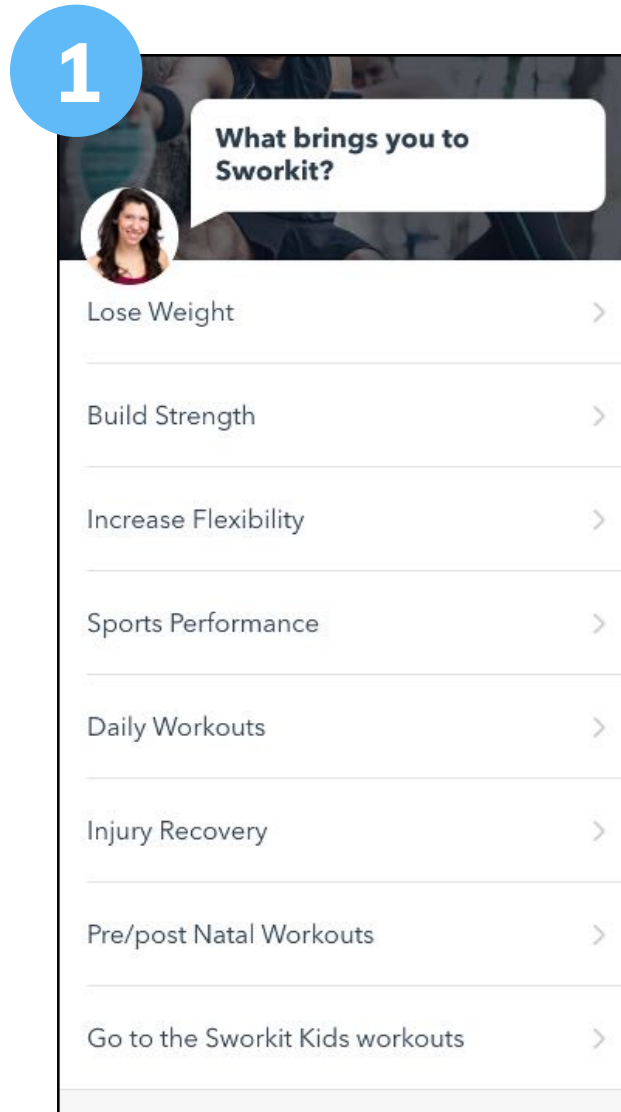 1
What brings you to
Sworkit?
Lose Weight
Build Strength
Increase Flexibility
Sports Performance
Daily Workouts
Injury Recovery
Pre/post Natal Workouts
Go to the Sworkit Kids workouts